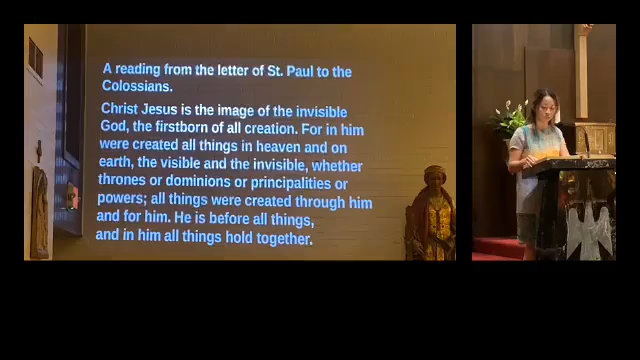 A reading from the letter of St. Paul to the
Colossians.
Christ Jesus is the image of the invisible
God, the firstborn of all creation. For in him
were created all things in heaven and on
earth, the visible and the invisible, whether
thrones or dominions or principalities or
powers; all things were created through him
and for him. He is before all things,
and in him all things hold together.